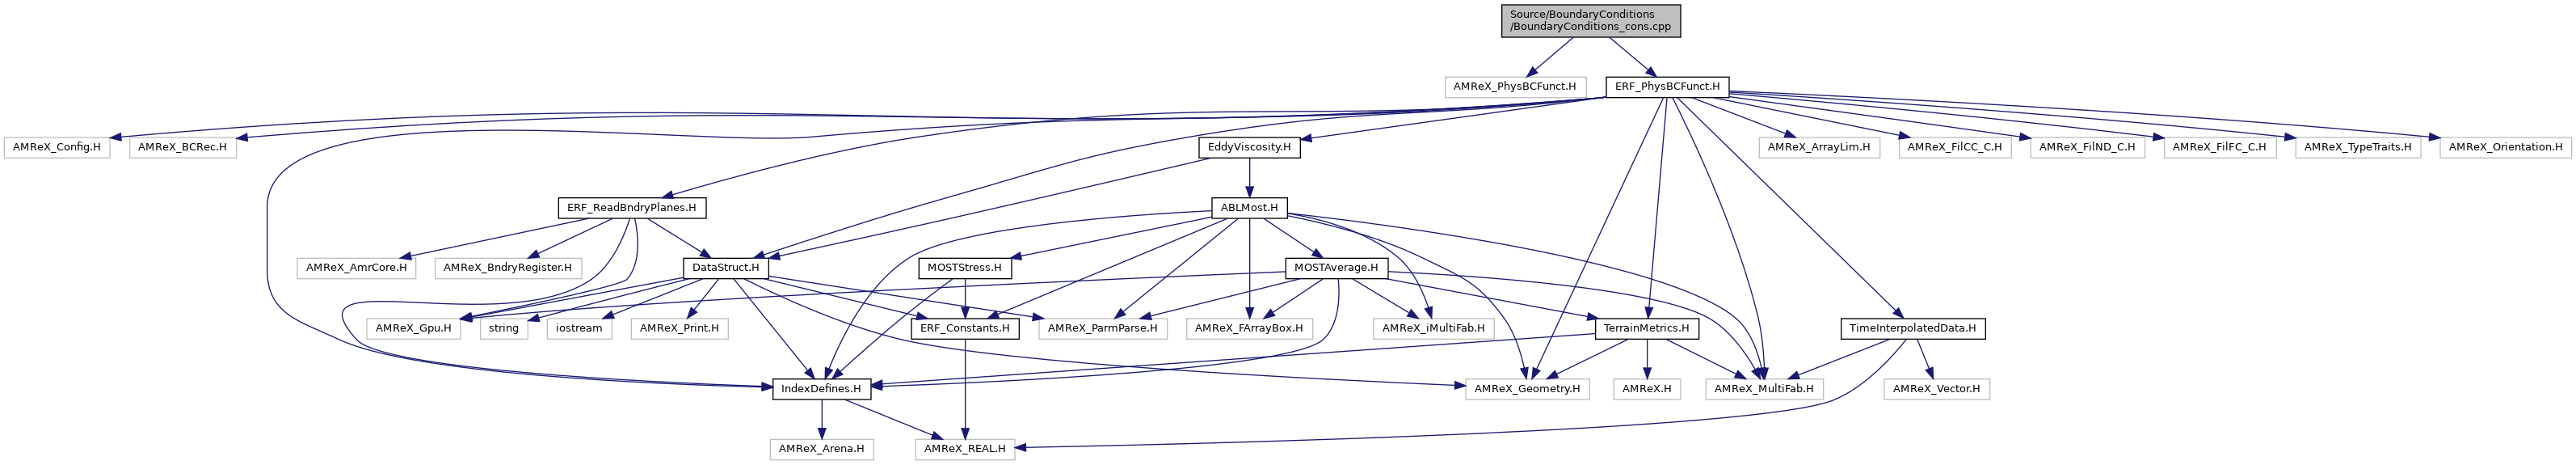 Source/BoundaryConditions
/BoundaryConditions_cons.cpp
AMReX_PhysBCFunct.H
ERF_PhysBCFunct.H
AMReX_Config.H
AMReX_BCRec.H
EddyViscosity.H
AMReX_ArrayLim.H
AMReX_FilCC_C.H
AMReX_FilND_C.H
AMReX_FilFC_C.H
AMReX_TypeTraits.H
AMReX_Orientation.H
ERF_ReadBndryPlanes.H
ABLMost.H
AMReX_AmrCore.H
AMReX_BndryRegister.H
DataStruct.H
MOSTStress.H
MOSTAverage.H
AMReX_Gpu.H
string
iostream
AMReX_Print.H
ERF_Constants.H
AMReX_ParmParse.H
AMReX_FArrayBox.H
AMReX_iMultiFab.H
TerrainMetrics.H
TimeInterpolatedData.H
IndexDefines.H
AMReX_Geometry.H
AMReX.H
AMReX_MultiFab.H
AMReX_Vector.H
AMReX_Arena.H
AMReX_REAL.H